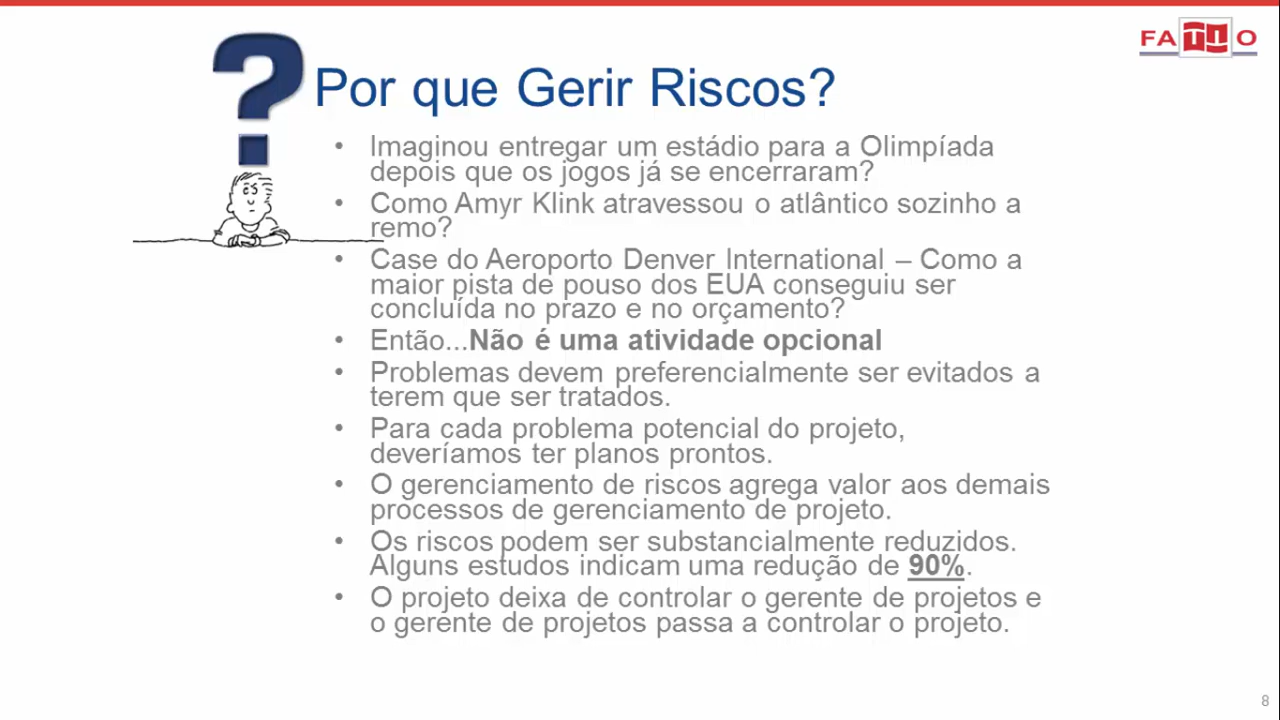 FATTO
Por que Gerir Riscos?
• Imaginou entregar um estádio para a Olimpíada
depois que os jogos já se encerraram?
• Como Amyr Klink atravessou o atlântico sozinho a
remo?
• Case do Aeroporto Denver International – Como a
maior pista de pouso dos EUA conseguiu ser
concluída no prazo e no orçamento?
• Então...Não é uma atividade opcional
• Problemas devem preferencialmente ser evitados a
terem que ser tratados.
• Para cada problema potencial do projeto,
deveríamos ter planos prontos.
• O gerenciamento de riscos agrega valor aos demais
processos de gerenciamento de projeto.
• Os riscos podem ser substancialmente reduzidos.
Alguns estudos indicam uma redução de 90%.
• O projeto deixa de controlar o gerente de projetos e
o gerente de projetos passa a controlar o projeto.
8